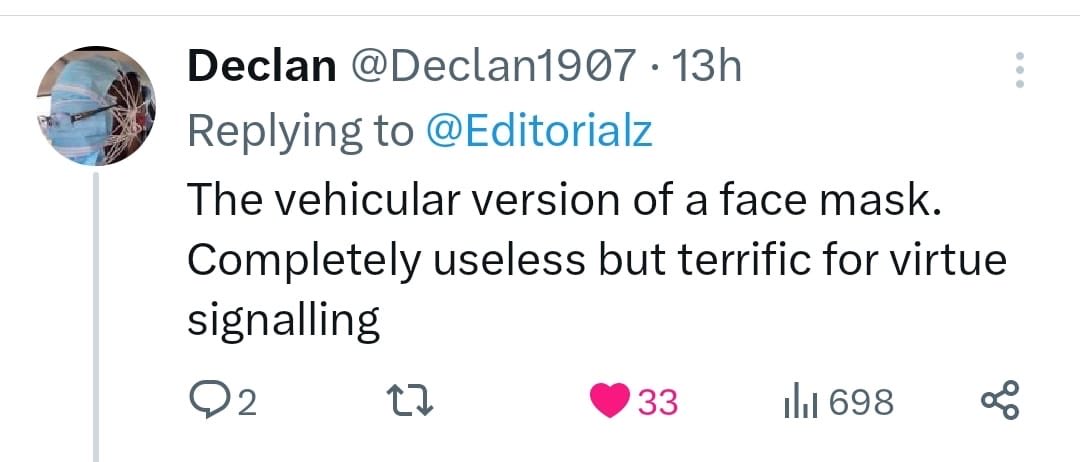 Declan @Declan1907 · 13h
Replying to @Editorialz
The vehicular version of a face mask.
Completely useless but terrific for virtue
signalling
2 33 698